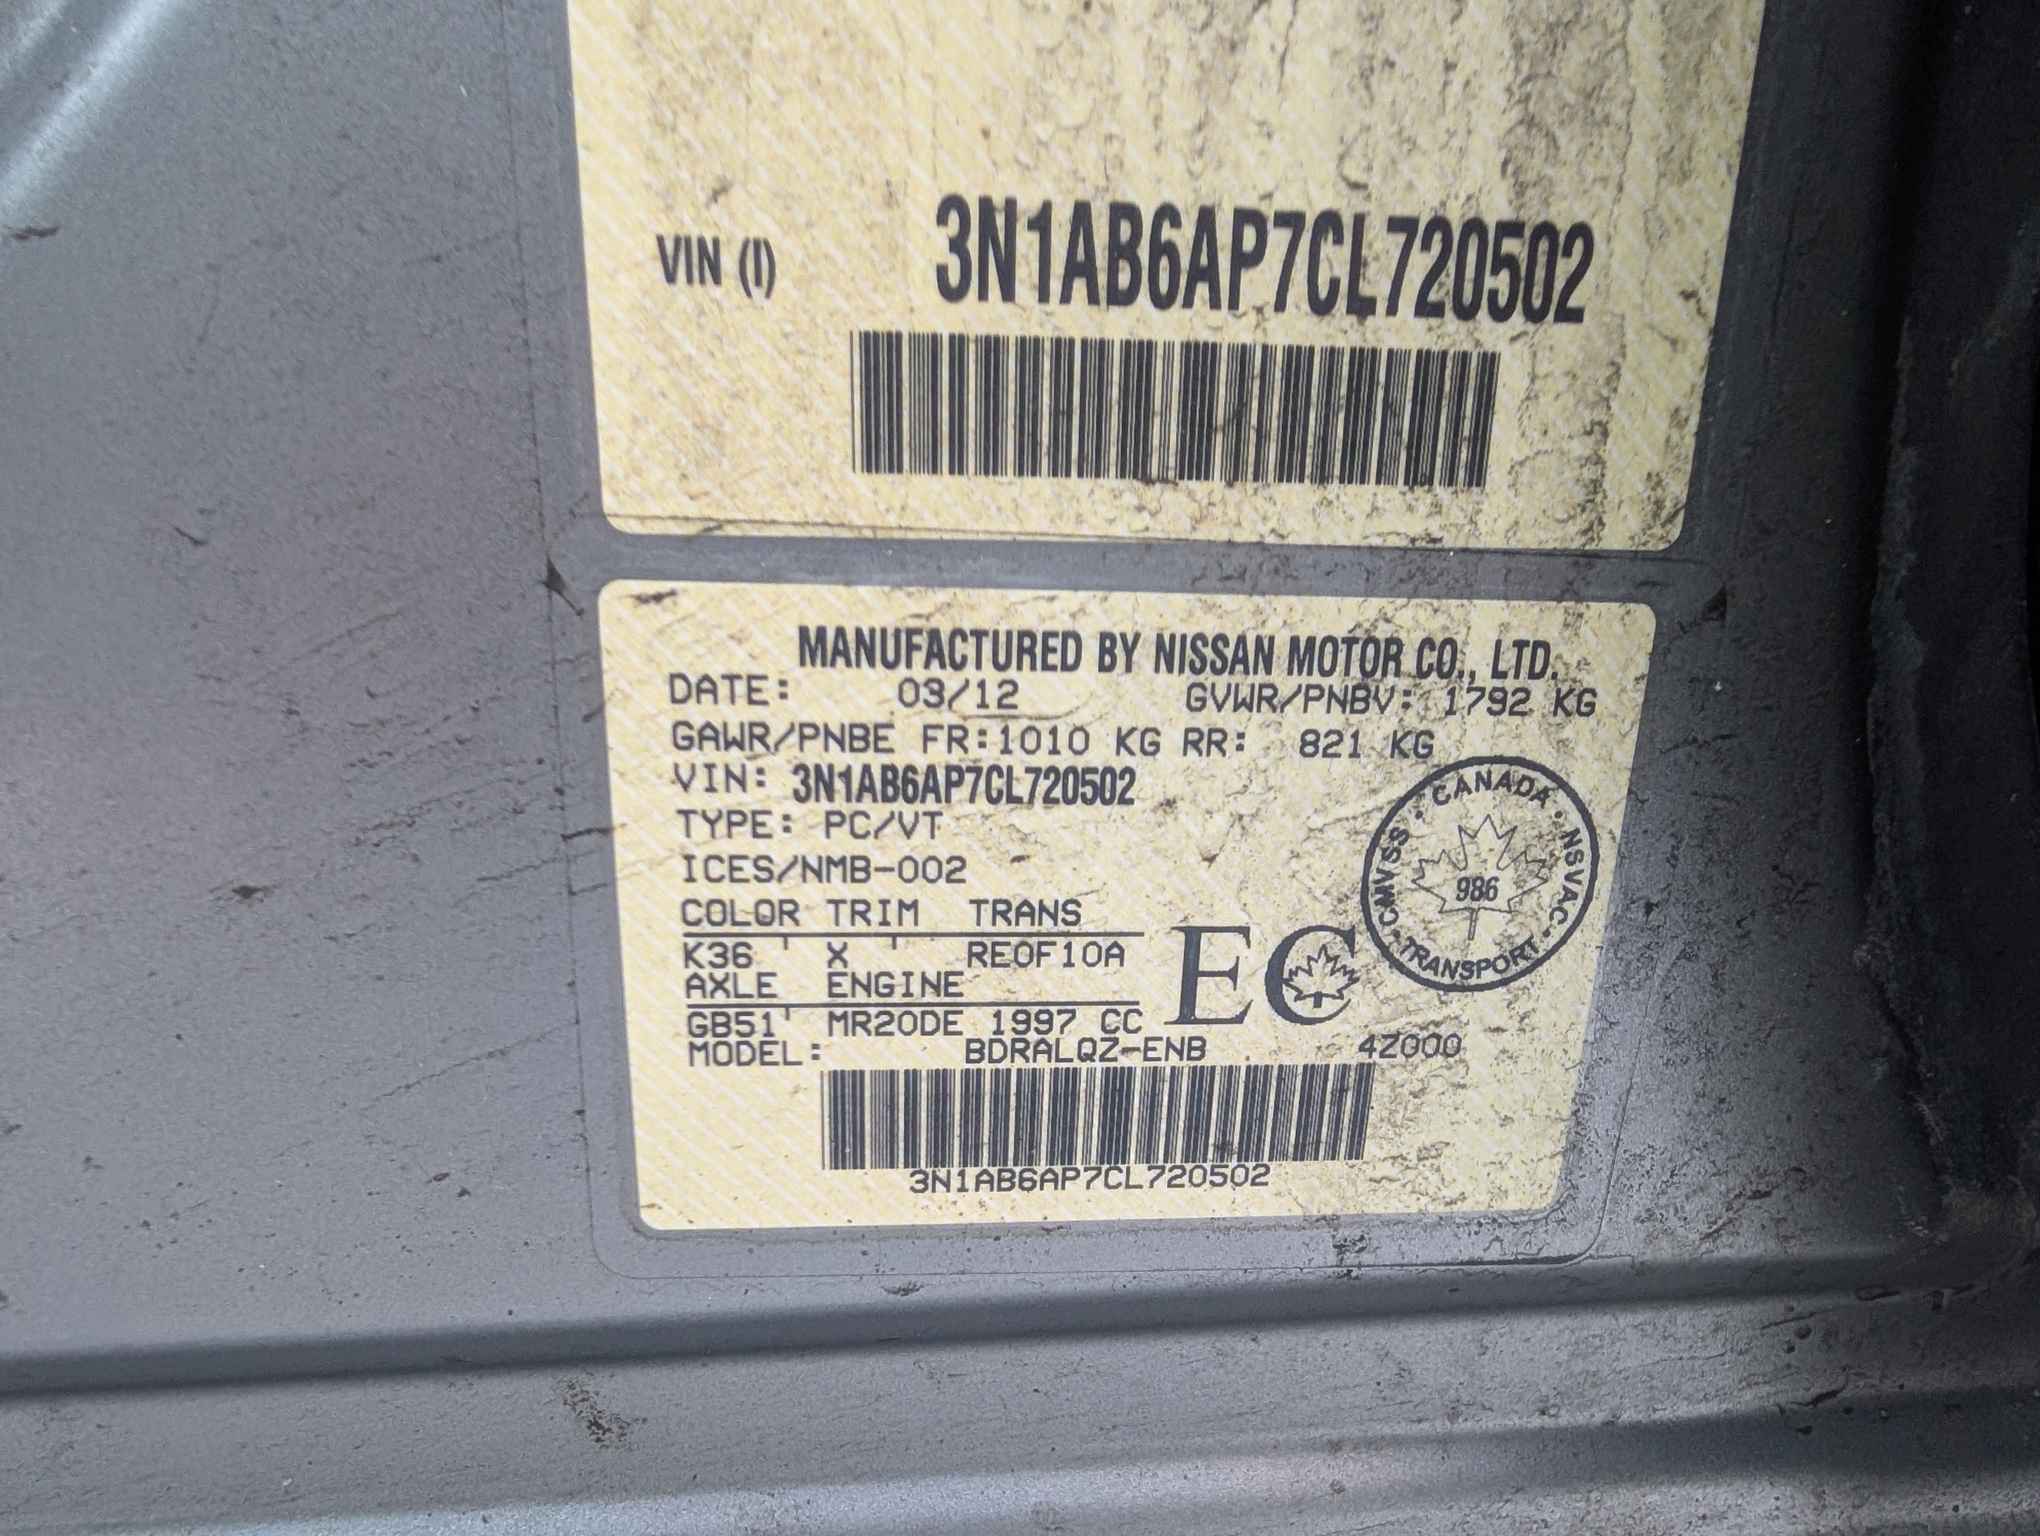 VIN (I) 3N1AB6AP7CL720502
MANUFACTURED BY NISSAN MOTOR CO., LTD.
DATE: 03/12 GVWR/PNBV: 1792 KG
GAWR/PNBE FR:1010 KG RR: 821 KG
VIN: 3N1AB6AP7CL720502
TYPE: PC/VT
ICES/NMB-002
COLOR TRIM TRANS
K36 ' X ' RE0F10A
AXLE ENGINE
GB51' MR20DE 1997 CC
MODEL: BDRALQZ-ENB 4Z000
3N1AB6AP7CL720502
EC
CANADA · NSVAC · TRANSPORT · CMVSS ·
986